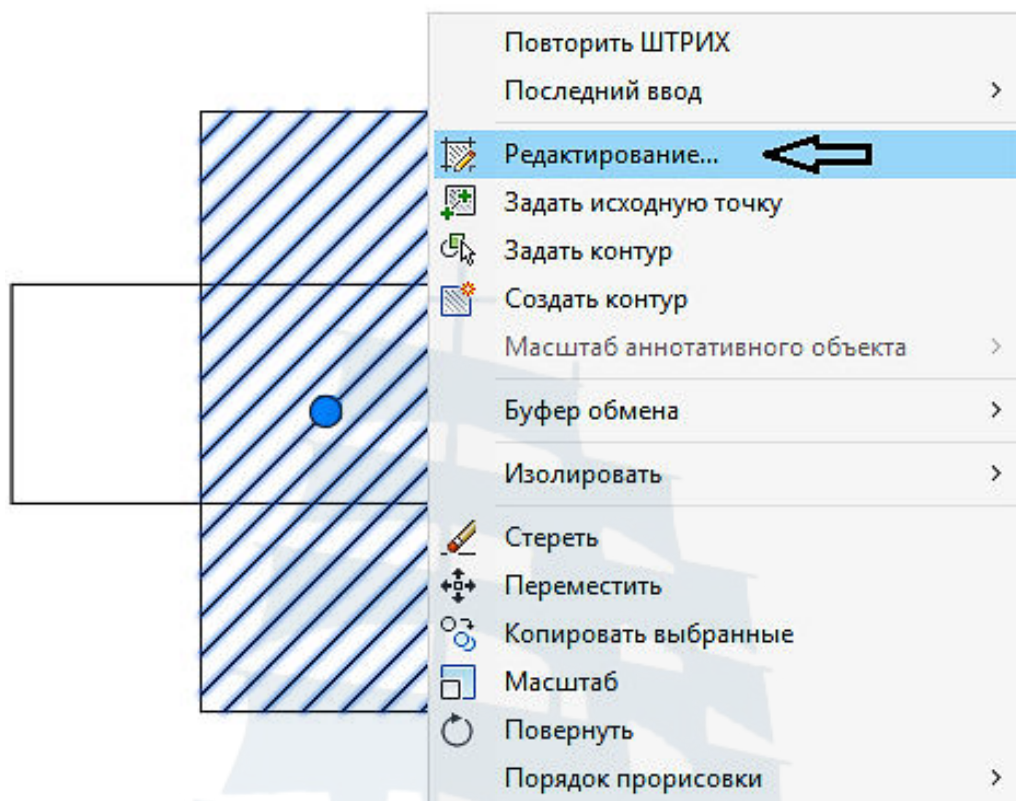 Повторить ШТРИХ
Последний ввод
Редактирование...
Задать исходную точку
Задать контур
Создать контур
Масштаб аннотативного объекта
Буфер обмена
Изолировать
Стереть
Переместить
Копировать выбранные
Масштаб
Повернуть
Порядок прорисовки